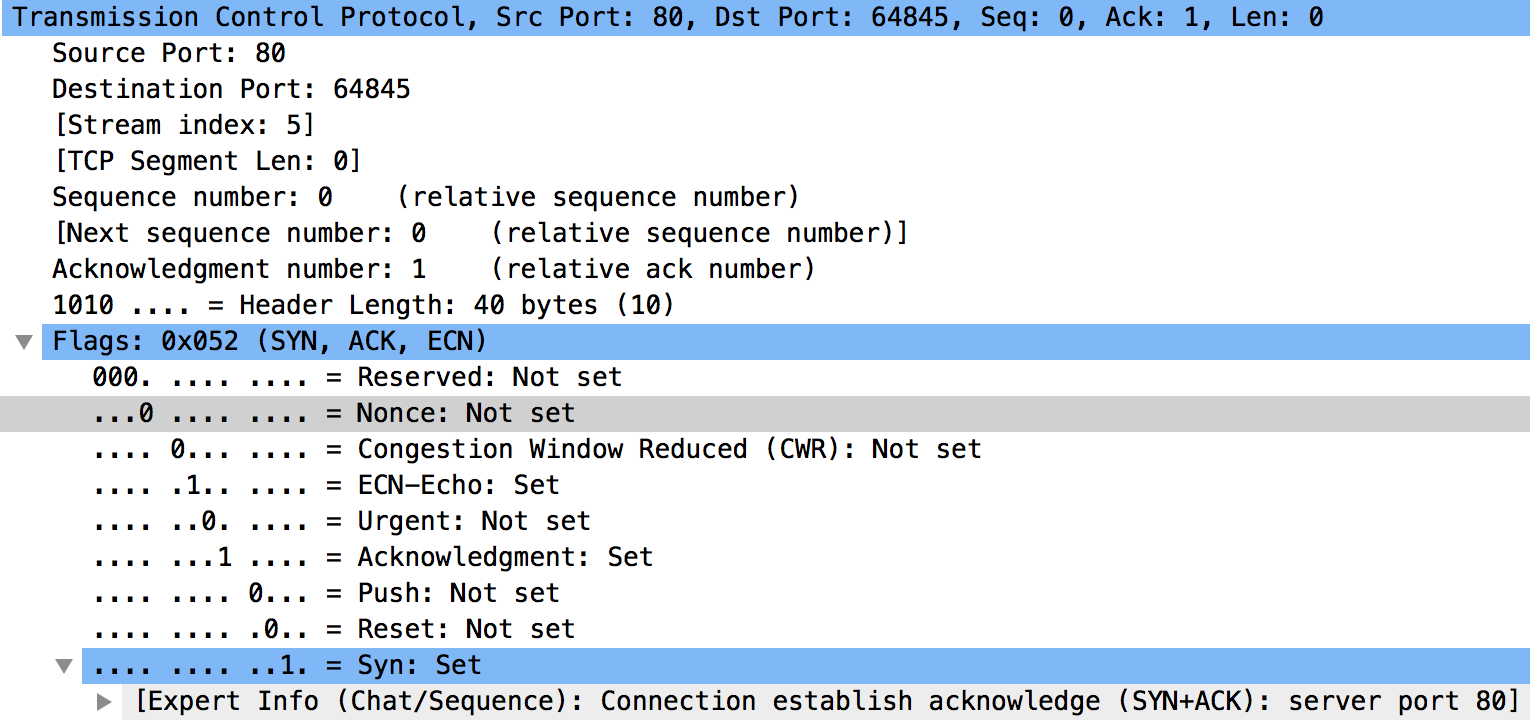 Transmission Control Protocol, Src Port: 80, Dst Port: 64845, Seq: 0, Ack: 1, Len: 0
Source Port: 80
Destination Port: 64845
[Stream index: 5]
[TCP Segment Len: 0]
Sequence number: 0    (relative sequence number)
[Next sequence number: 0    (relative sequence number)]
Acknowledgment number: 1    (relative ack number)
1010 .... = Header Length: 40 bytes (10)
Flags: 0x052 (SYN, ACK, ECN)
000. .... .... = Reserved: Not set
...0 .... .... = Nonce: Not set
.... 0... .... = Congestion Window Reduced (CWR): Not set
.... .1.. .... = ECN-Echo: Set
.... ..0. .... = Urgent: Not set
.... ...1 .... = Acknowledgment: Set
.... .... 0... = Push: Not set
.... .... .0.. = Reset: Not set
.... .... ..1. = Syn: Set
[Expert Info (Chat/Sequence): Connection establish acknowledge (SYN+ACK): server port 80]